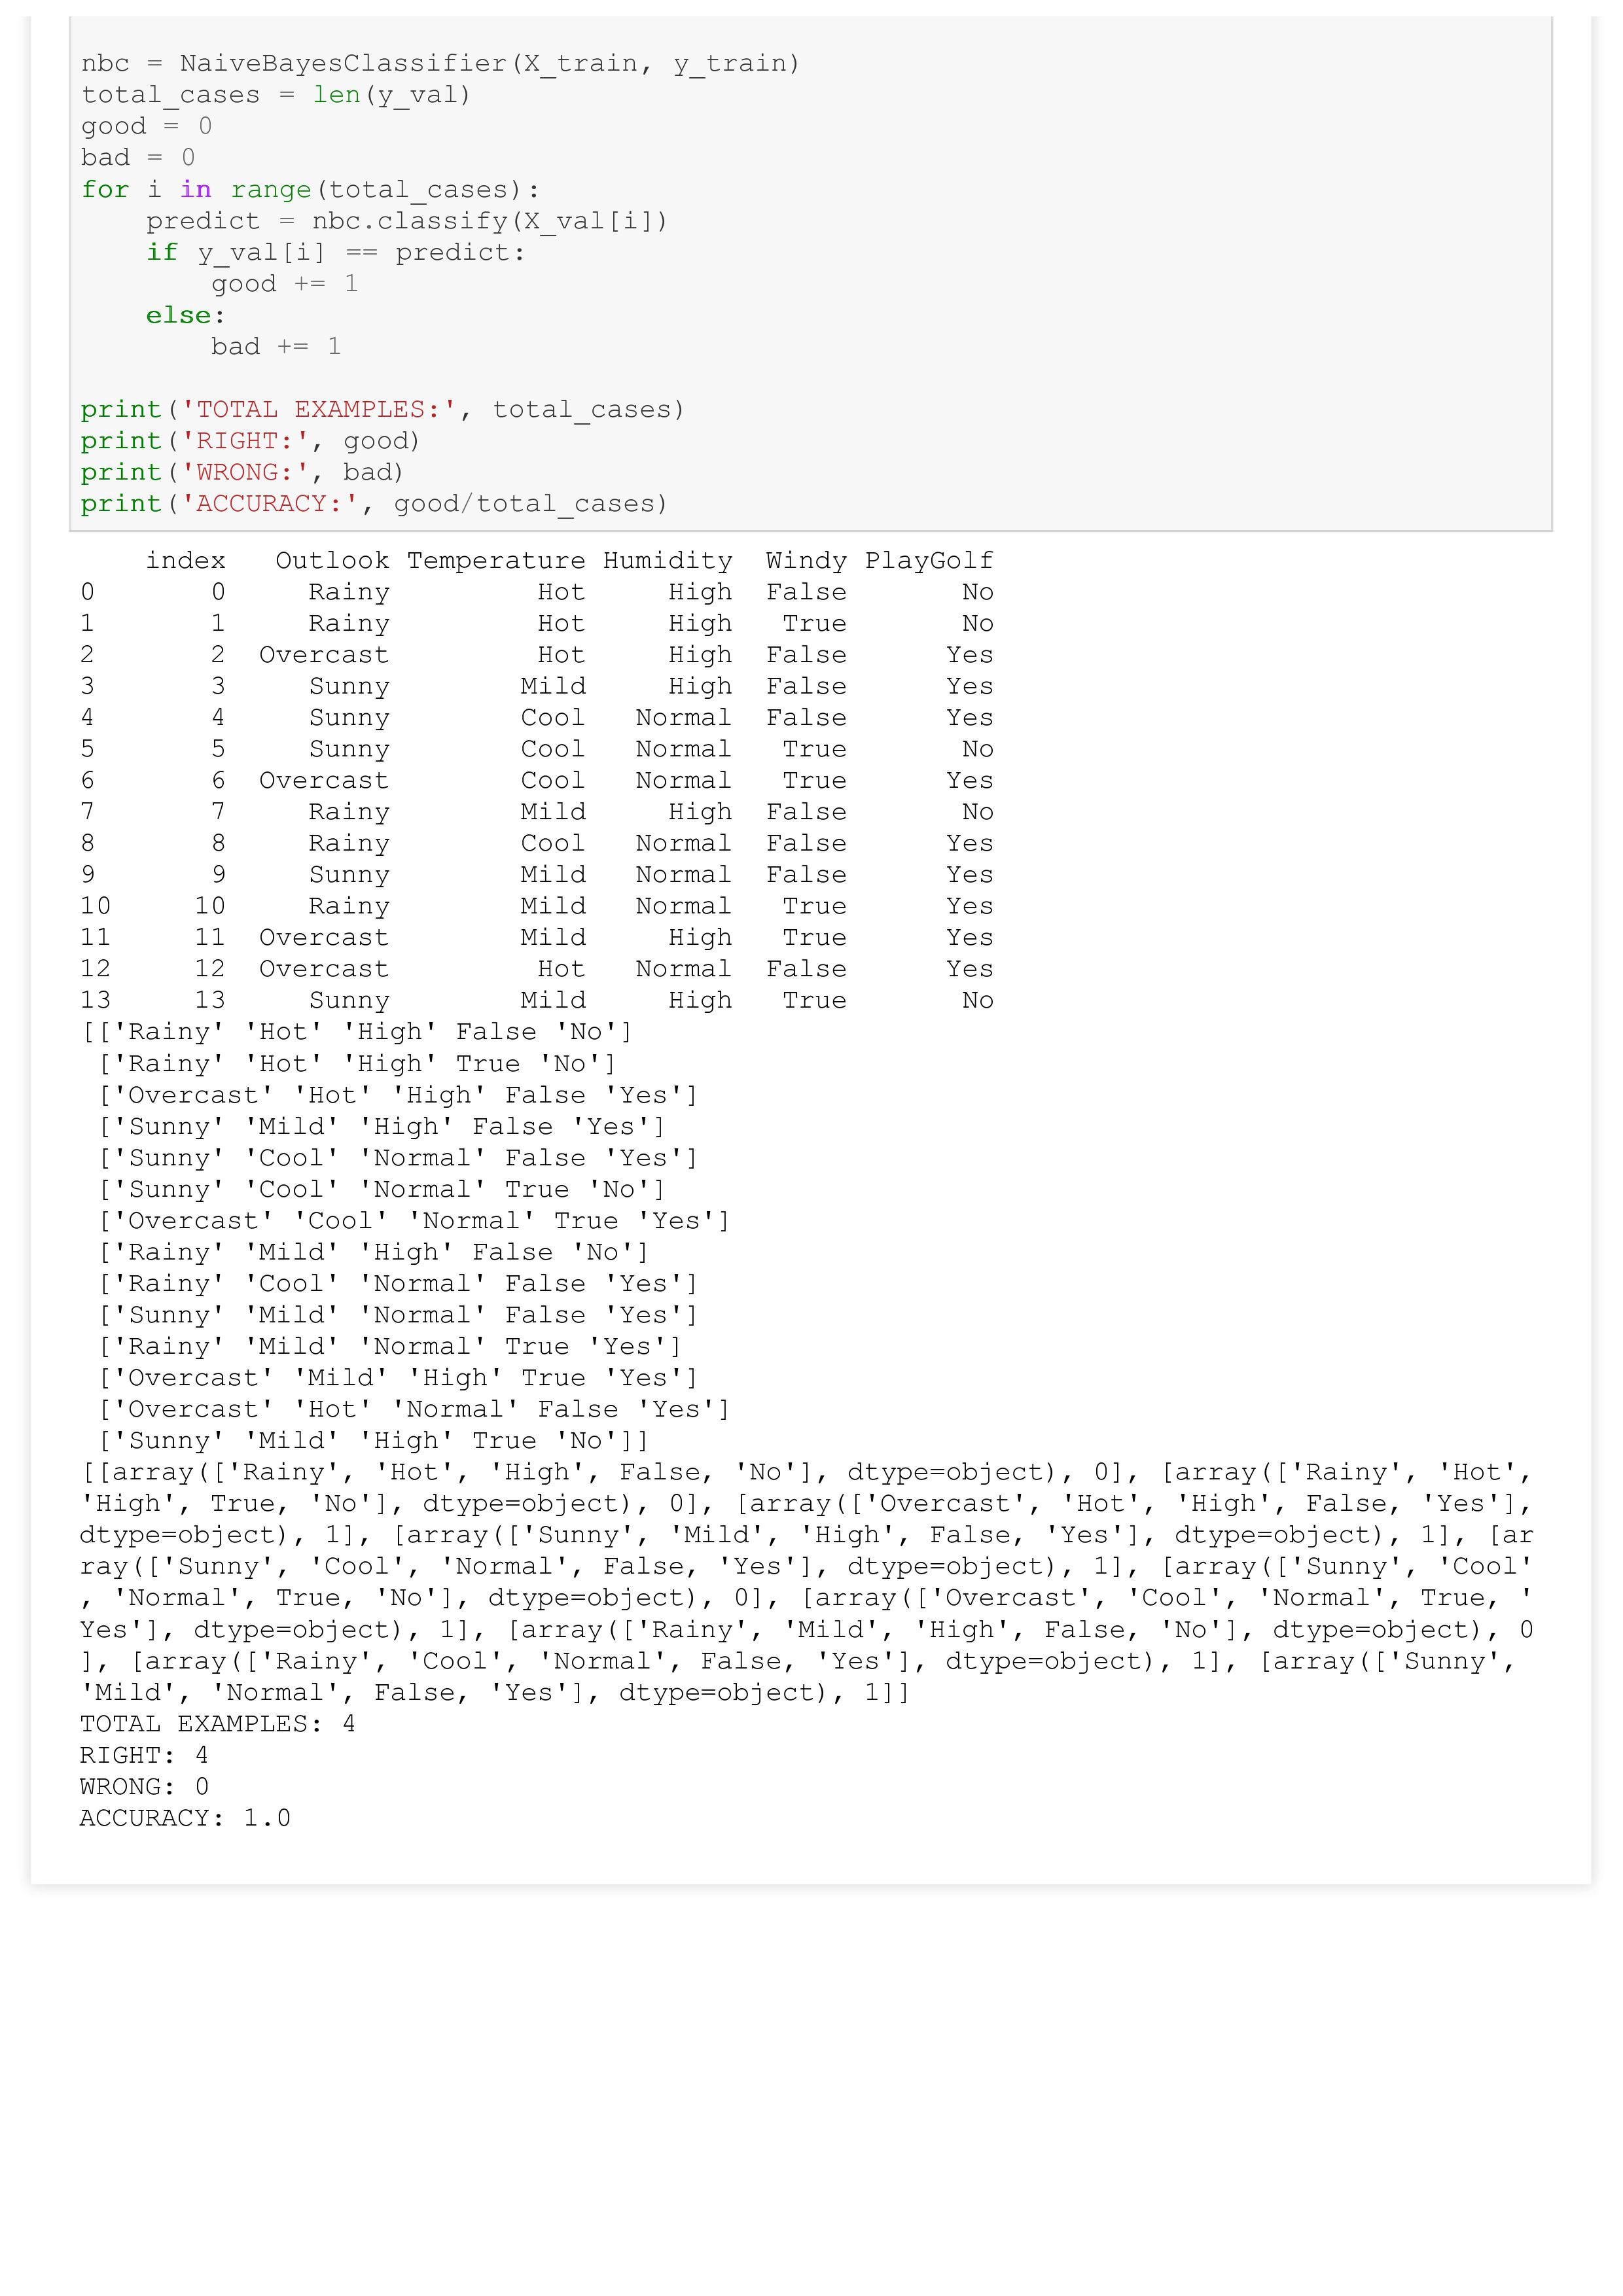 nbc = NaiveBayesClassifier(X_train, y_train)
total_cases = len(y_val)
good = 0
bad = 0
for i in range(total_cases):
    predict = nbc.classify(X_val[i])
    if y_val[i] == predict:
        good += 1
    else:
        bad += 1

print('TOTAL EXAMPLES:', total_cases)
print('RIGHT:', good)
print('WRONG:', bad)
print('ACCURACY:', good/total_cases)
    index   Outlook Temperature Humidity  Windy PlayGolf
0       0     Rainy         Hot     High  False       No
1       1     Rainy         Hot     High   True       No
2       2  Overcast         Hot     High  False      Yes
3       3     Sunny        Mild     High  False      Yes
4       4     Sunny        Cool   Normal  False      Yes
5       5     Sunny        Cool   Normal   True       No
6       6  Overcast        Cool   Normal   True      Yes
7       7     Rainy        Mild     High  False       No
8       8     Rainy        Cool   Normal  False      Yes
9       9     Sunny        Mild   Normal  False      Yes
10     10     Rainy        Mild   Normal   True      Yes
11     11  Overcast        Mild     High   True      Yes
12     12  Overcast         Hot   Normal  False      Yes
13     13     Sunny        Mild     High   True       No
[['Rainy' 'Hot' 'High' False 'No']
 ['Rainy' 'Hot' 'High' True 'No']
 ['Overcast' 'Hot' 'High' False 'Yes']
 ['Sunny' 'Mild' 'High' False 'Yes']
 ['Sunny' 'Cool' 'Normal' False 'Yes']
 ['Sunny' 'Cool' 'Normal' True 'No']
 ['Overcast' 'Cool' 'Normal' True 'Yes']
 ['Rainy' 'Mild' 'High' False 'No']
 ['Rainy' 'Cool' 'Normal' False 'Yes']
 ['Sunny' 'Mild' 'Normal' False 'Yes']
 ['Rainy' 'Mild' 'Normal' True 'Yes']
 ['Overcast' 'Mild' 'High' True 'Yes']
 ['Overcast' 'Hot' 'Normal' False 'Yes']
 ['Sunny' 'Mild' 'High' True 'No']]
[[array(['Rainy', 'Hot', 'High', False, 'No'], dtype=object), 0], [array(['Rainy', 'Hot',
'High', True, 'No'], dtype=object), 0], [array(['Overcast', 'Hot', 'High', False, 'Yes'],
dtype=object), 1], [array(['Sunny', 'Mild', 'High', False, 'Yes'], dtype=object), 1], [ar
ray(['Sunny', 'Cool', 'Normal', False, 'Yes'], dtype=object), 1], [array(['Sunny', 'Cool'
, 'Normal', True, 'No'], dtype=object), 0], [array(['Overcast', 'Cool', 'Normal', True, '
Yes'], dtype=object), 1], [array(['Rainy', 'Mild', 'High', False, 'No'], dtype=object), 0
], [array(['Rainy', 'Cool', 'Normal', False, 'Yes'], dtype=object), 1], [array(['Sunny',
'Mild', 'Normal', False, 'Yes'], dtype=object), 1]]
TOTAL EXAMPLES: 4
RIGHT: 4
WRONG: 0
ACCURACY: 1.0